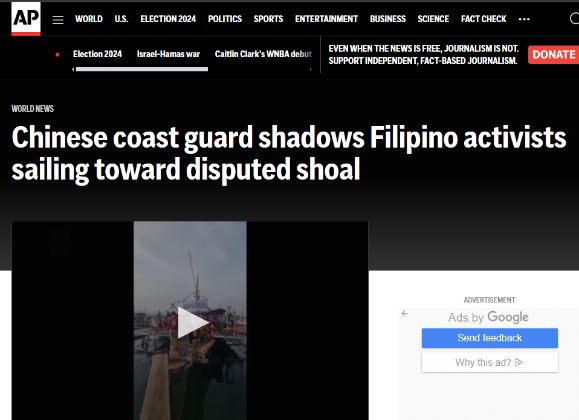 AP
WORLD U.S. ELECTION 2024 POLITICS SPORTS ENTERTAINMENT BUSINESS SCIENCE FACT CHECK •••
Election 2024 Israel-Hamas war Caitlin Clark's WNBA debut
EVEN WHEN THE NEWS IS FREE, JOURNALISM IS NOT.
SUPPORT INDEPENDENT, FACT-BASED JOURNALISM.
DONATE
WORLD NEWS
Chinese coast guard shadows Filipino activists
sailing toward disputed shoal
ADVERTISEMENT
Ads by Google
Send feedback
Why this ad?